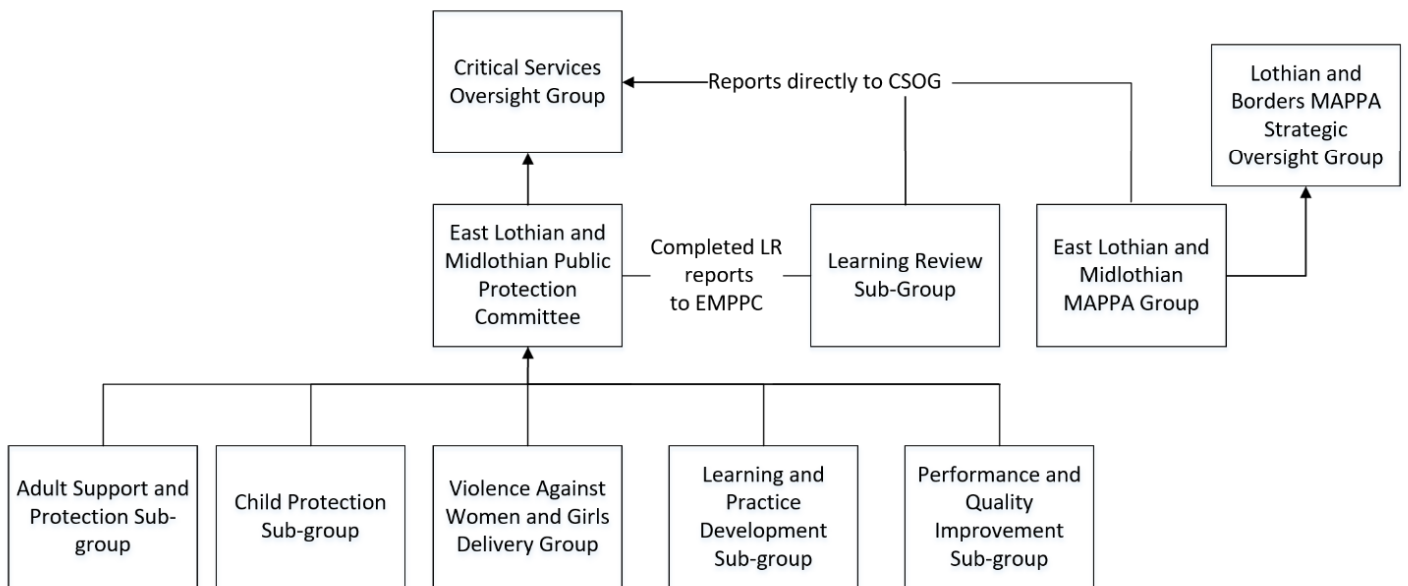 Critical Services
Oversight Group
Reports directly to CSOG
Lothian and
Borders MAPPA
Strategic
Oversight Group
East Lothian and
Midlothian Public
Protection
Committee
Completed LR
reports
to EMPPC
Learning Review
Sub-Group
East Lothian and
Midlothian
MAPPA Group
Adult Support and
Protection Sub-
group
Child Protection
Sub-group
Violence Against
Women and Girls
Delivery Group
Learning and
Practice
Development
Sub-group
Performance and
Quality
Improvement
Sub-group